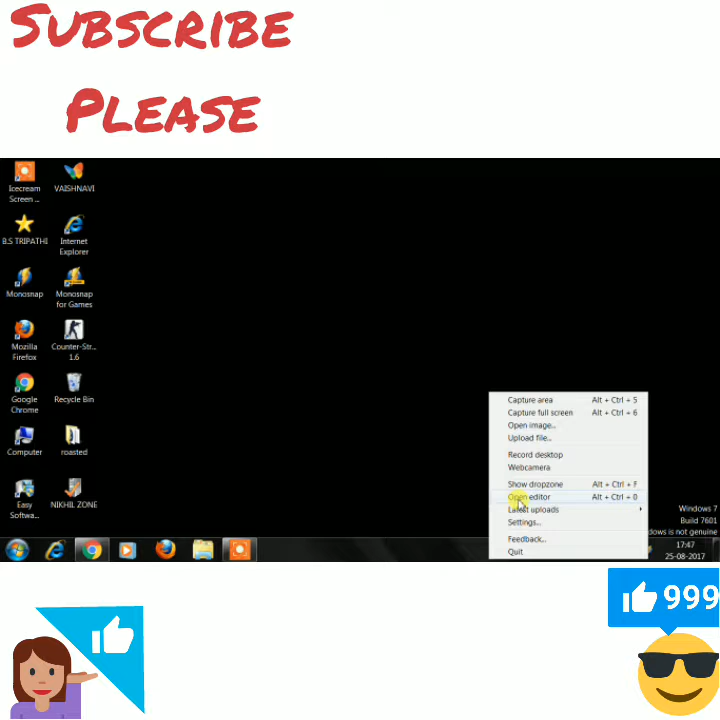 SUBSCRIBE
PLEASE
Icecream
Screen ...
VAISHNAVI
B.S TRIPATHI
Internet
Explorer
Monosnap
Monosnap
for Games
Mozilla
Firefox
Counter-Str...
1.6
Google
Chrome
Recycle Bin
Computer
roasted
Easy
Softwa...
NIKHIL ZONE
Capture area Alt + Ctrl + 5
Capture full screen Alt + Ctrl + 6
Open image...
Upload file...
Record desktop
Webcamera
Show dropzone Alt + Ctrl + F
Open editor Alt + Ctrl + 0
Latest uploads
Settings...
Feedback...
Quit
Windows 7
Build 7601
dows is not genuine
17:47
25-08-2017
999